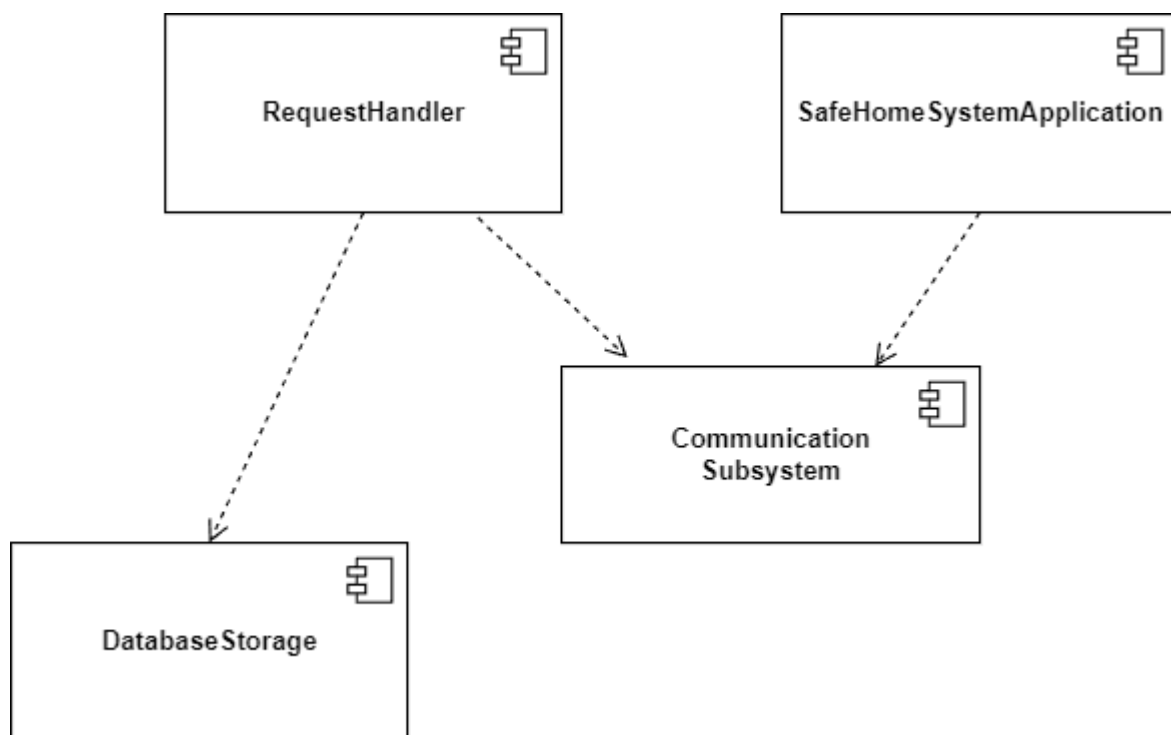 RequestHandler
SafeHomeSystemApplication
Communication
Subsystem
DatabaseStorage